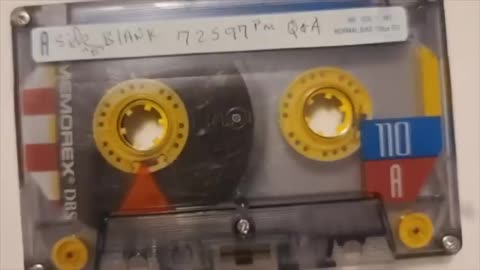 A Side BLANK 72597 PM Q&A
MEMOREX DBS
110
A